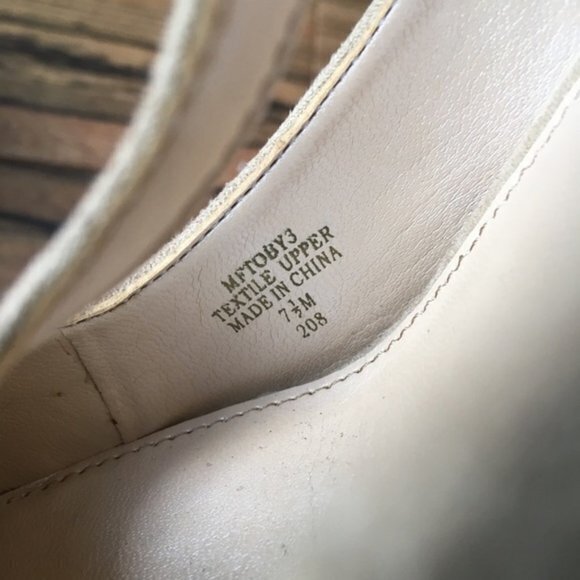 MFTOBY3
TEXTILE UPPER
MADE IN CHINA
7½M
208